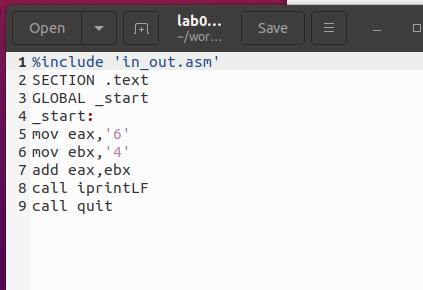 Open
lab0...
~/wor...
Save
1 %include 'in_out.asm'
2 SECTION .text
3 GLOBAL _start
4 _start:
5 mov eax,'6'
6 mov ebx,'4'
7 add eax,ebx
8 call iprintLF
9 call quit